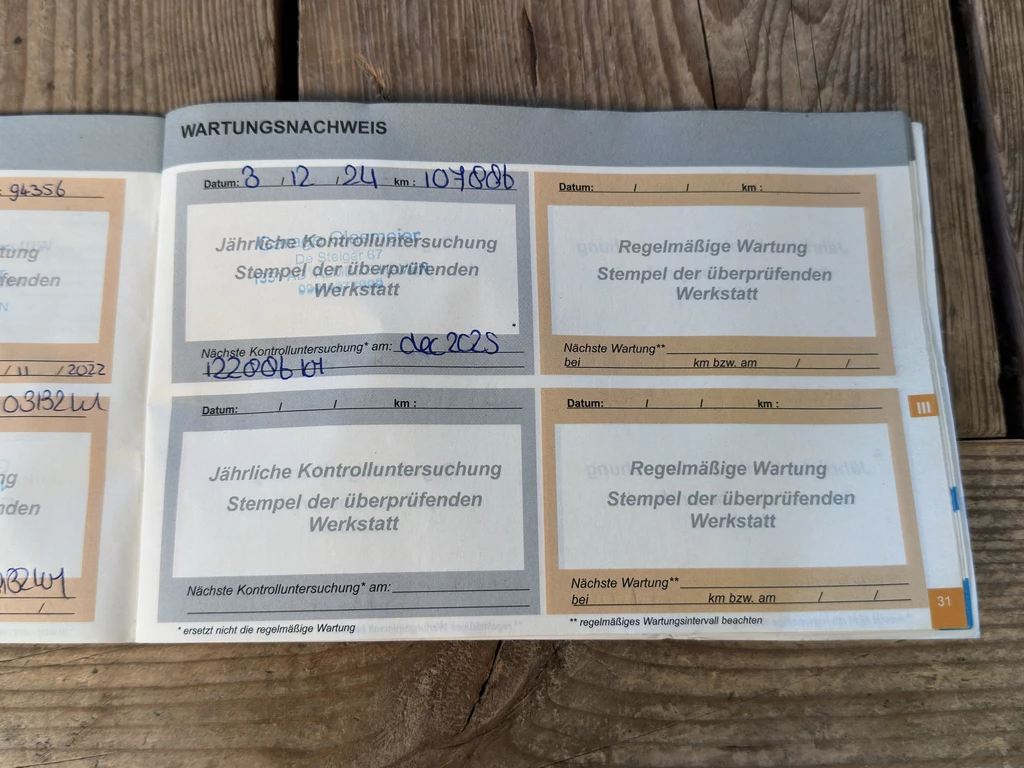 WARTUNGSNACHWEIS
: 94356
tung
fenden
N
/ 11 / 2022
03132
ng
nden
/
Datum: 3 . 12 . 24 km : 107886
Jährliche Kontrolluntersuchung
De Steiger 67
Stempel der überprüfenden
Werkstatt
Nächste Kontrolluntersuchung* am: dec 2025
122886 km
Datum: / / km :
Regelmäßige Wartung
Stempel der überprüfenden
Werkstatt
Nächste Wartung**
bei km bzw. am / /
Datum: / / km :
Jährliche Kontrolluntersuchung
Stempel der überprüfenden
Werkstatt
Nächste Kontrolluntersuchung* am:
* ersetzt nicht die regelmäßige Wartung
Datum: / / km :
Regelmäßige Wartung
Stempel der überprüfenden
Werkstatt
Nächste Wartung**
bei km bzw. am / /
** regelmäßiges Wartungsintervall beachten
III
31